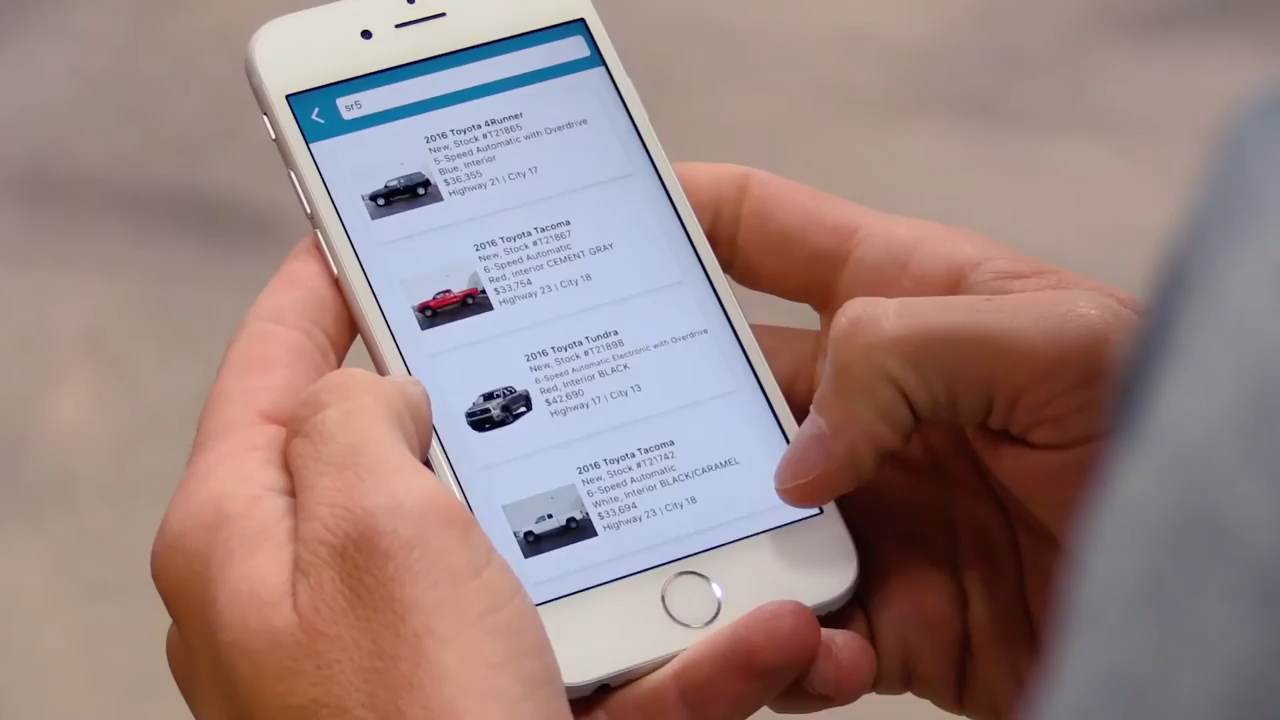 sr5
2016 Toyota 4Runner
New, Stock #T21865
5-Speed Automatic with Overdrive
Blue, Interior
$36,355
Highway 21 | City 17
2016 Toyota Tacoma
New, Stock #T21867
6-Speed Automatic
Red, Interior CEMENT GRAY
$33,754
Highway 23 | City 18
2016 Toyota Tundra
New, Stock #T21898
6-Speed Automatic Electronic with Overdrive
Red, Interior BLACK
$42,690
Highway 17 | City 13
2016 Toyota Tacoma
New, Stock #T21742
6-Speed Automatic
White, Interior BLACK/CARAMEL
$33,694
Highway 23 | City 18